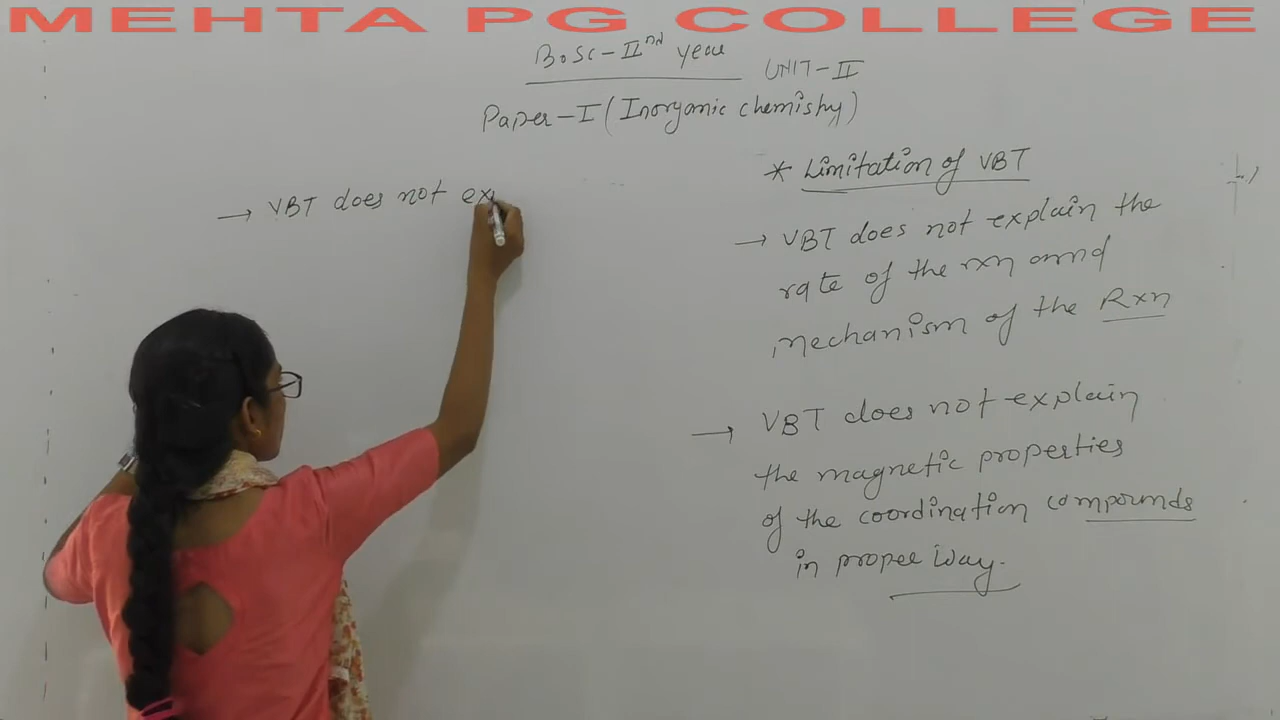 MEHTA PG COLLEGE
B.Sc-IInd year
UNIT-II
Paper-I (Inorganic chemistry)
* Limitation of VBT
→ VBT does not explain the
rate of the rxn and
mechanism of the Rxn
→ VBT does not explain
the magnetic properties
of the coordination compounds
in proper way.
→ VBT does not ex